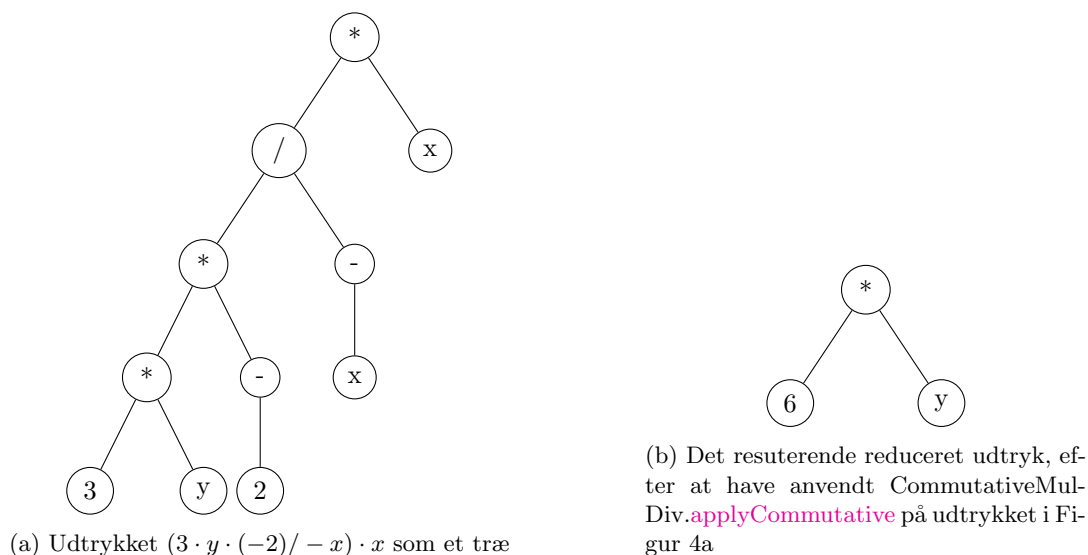 *
/
x
*
-
*
-
x
3
y
2
(a) Udtrykket (3 · y · (−2)/ − x) · x som et træ
*
6
y
(b) Det resuterende reduceret udtryk, ef-
ter at have anvendt CommutativeMul-
Div.applyCommutative på udtrykket i Fi-
gur 4a